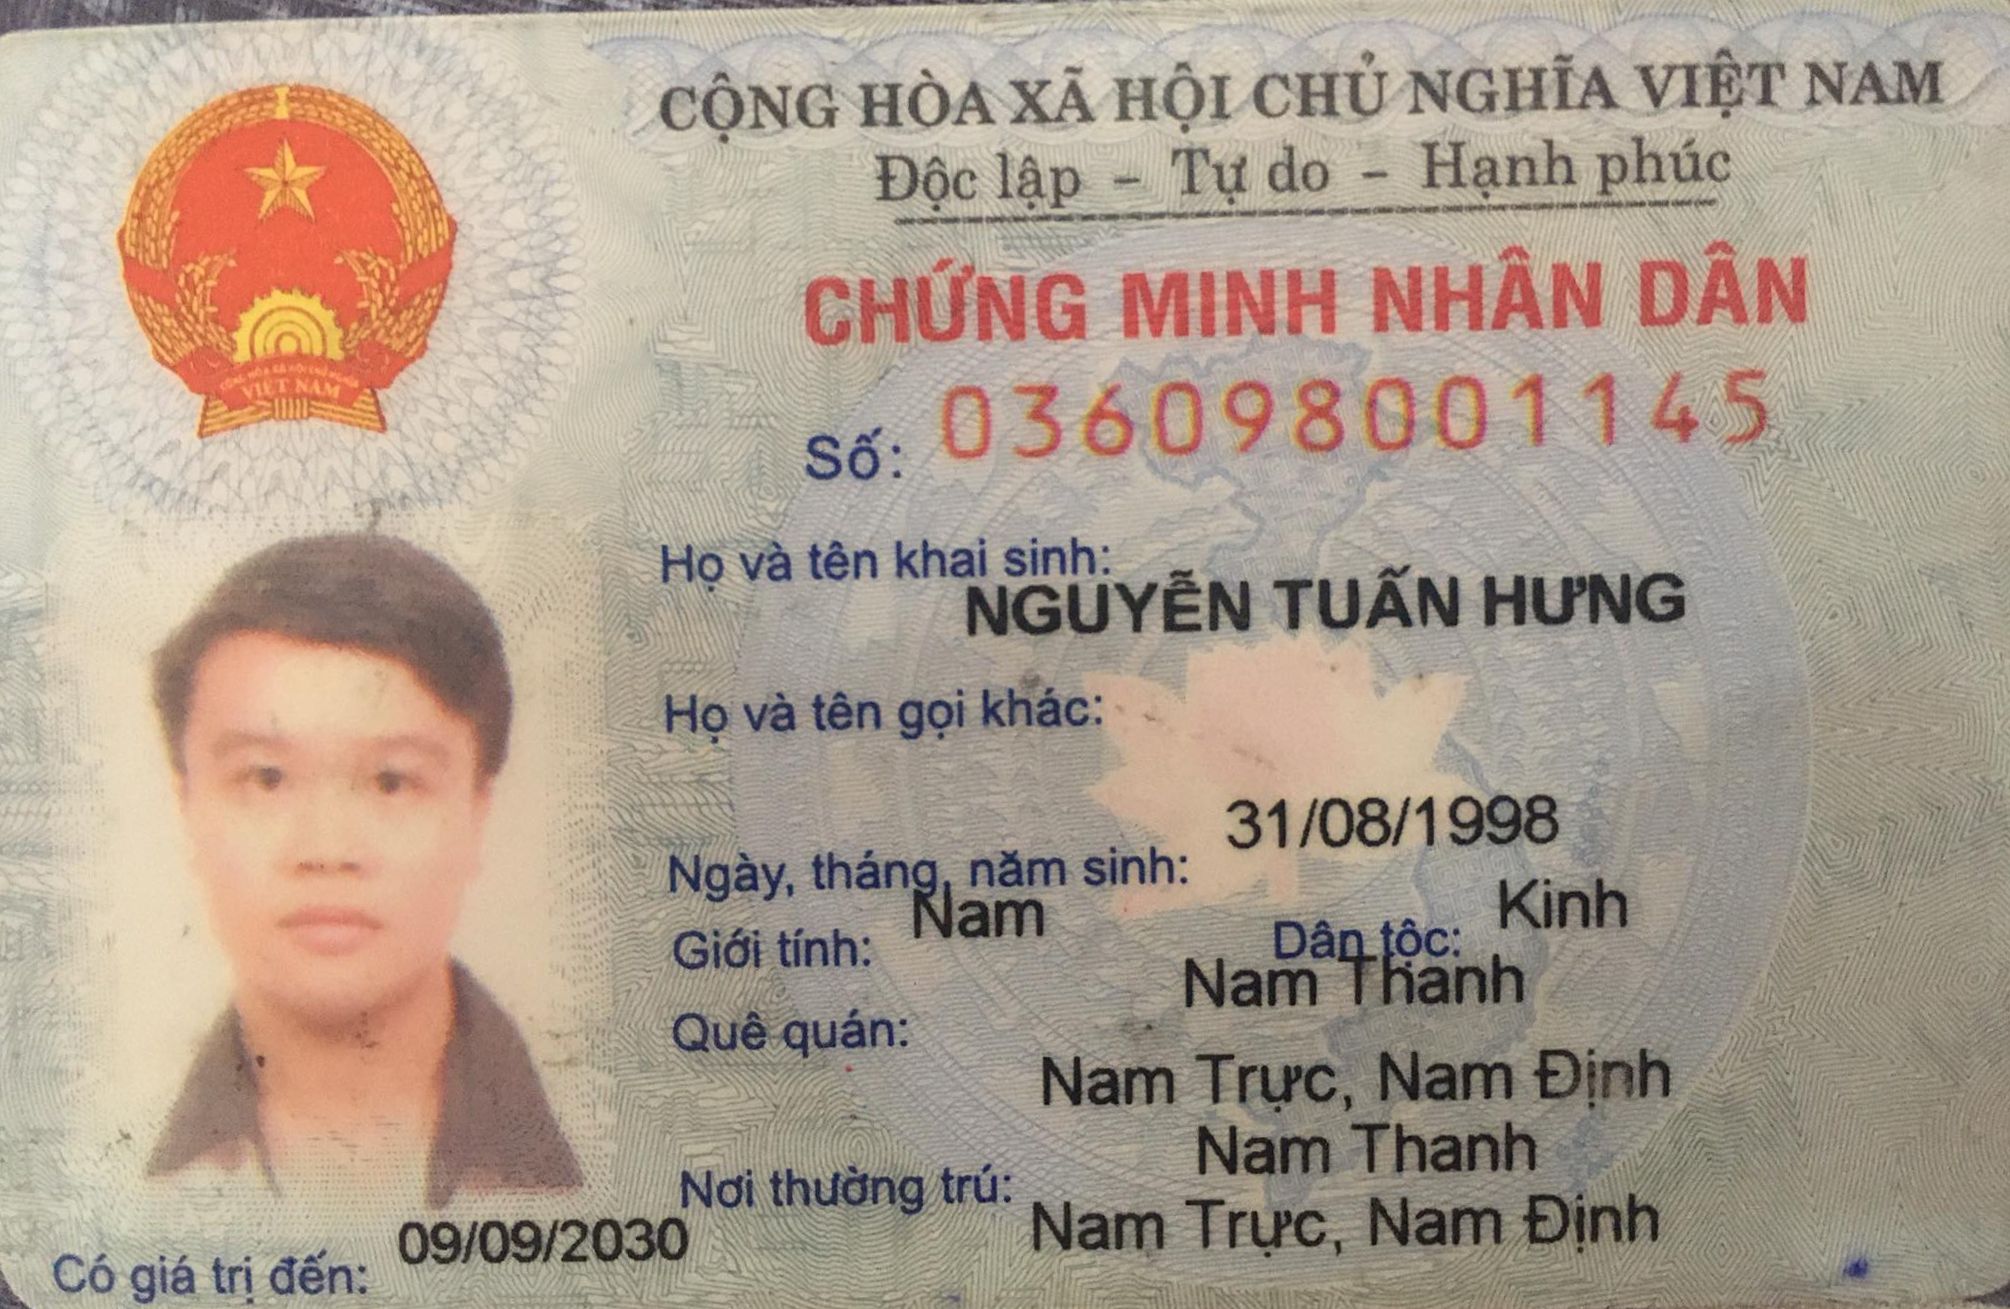 CỘNG HÒA XÃ HỘI CHỦ NGHĨA VIỆT NAM
Độc lập - Tự do - Hạnh phúc
CHỨNG MINH NHÂN DÂN
Số: 036098001145
Họ và tên khai sinh:
NGUYỄN TUẤN HƯNG
Họ và tên gọi khác:
Ngày, tháng, năm sinh: 31/08/1998
Giới tính: Nam Dân tộc: Kinh
Quê quán: Nam Thanh
Nam Trực, Nam Định
Nơi thường trú: Nam Thanh
Nam Trực, Nam Định
Có giá trị đến: 09/09/2030
CỘNG HÒA XÃ HỘI CHỦ NGHĨA
VIỆT NAM